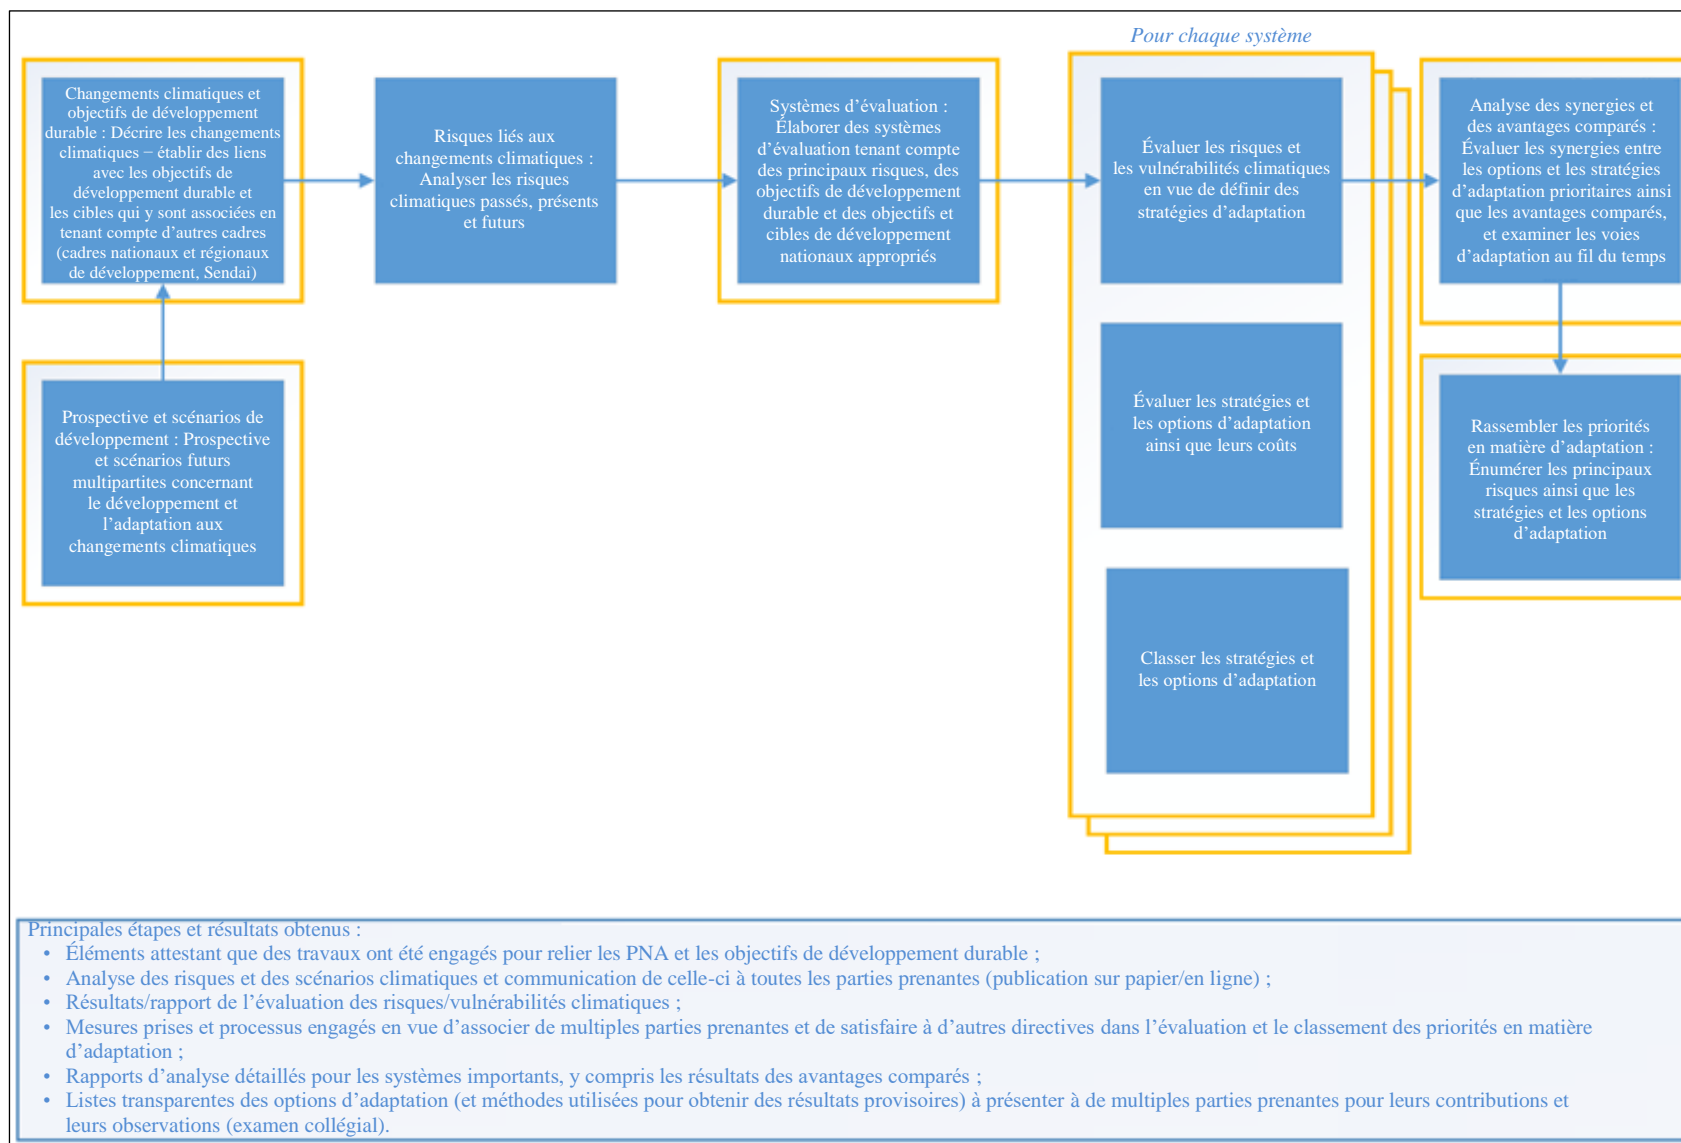 Pour chaque système
Changements climatiques et
objectifs de développement
durable : Décrire les changements
climatiques − établir des liens
avec les objectifs de
développement durable et
les cibles qui y sont associées en
tenant compte d’autres cadres
(cadres nationaux et régionaux
de développement, Sendai)
Risques liés aux
changements climatiques :
Analyser les risques
climatiques passés, présents
et futurs
Systèmes d’évaluation :
Élaborer des systèmes
d’évaluation tenant compte
des principaux risques, des
objectifs de développement
durable et des objectifs et
cibles de développement
nationaux appropriés
Évaluer les risques et
les vulnérabilités climatiques
en vue de définir des
stratégies d’adaptation
Analyse des synergies et
des avantages comparés :
Évaluer les synergies entre
les options et les stratégies
d’adaptation prioritaires ainsi
que les avantages comparés,
et examiner les voies
d’adaptation au fil du temps
Prospective et scénarios de
développement : Prospective
et scénarios futurs
multipartites concernant
le développement et
l’adaptation aux
changements climatiques
Évaluer les stratégies et
les options d’adaptation
ainsi que leurs coûts
Rassembler les priorités
en matière d’adaptation :
Énumérer les principaux
risques ainsi que les
stratégies et les options
d’adaptation
Classer les stratégies et
les options d’adaptation
Principales étapes et résultats obtenus :
• Éléments attestant que des travaux ont été engagés pour relier les PNA et les objectifs de développement durable ;
• Analyse des risques et des scénarios climatiques et communication de celle-ci à toutes les parties prenantes (publication sur papier/en ligne) ;
• Résultats/rapport de l’évaluation des risques/vulnérabilités climatiques ;
• Mesures prises et processus engagés en vue d’associer de multiples parties prenantes et de satisfaire à d’autres directives dans l’évaluation et le classement des priorités en matière
d’adaptation ;
• Rapports d’analyse détaillés pour les systèmes importants, y compris les résultats des avantages comparés ;
• Listes transparentes des options d’adaptation (et méthodes utilisées pour obtenir des résultats provisoires) à présenter à de multiples parties prenantes pour leurs contributions et
leurs observations (examen collégial).